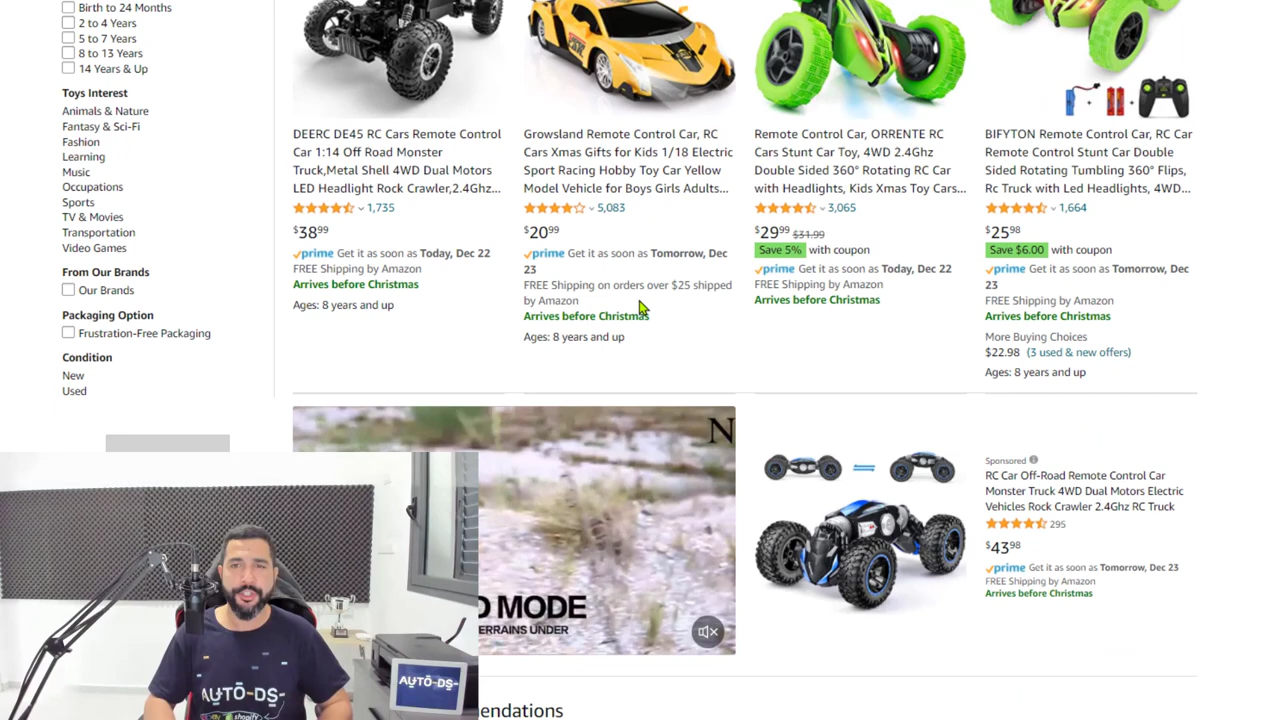 Birth to 24 Months
2 to 4 Years
5 to 7 Years
8 to 13 Years
14 Years & Up
Toys Interest
Animals & Nature
Fantasy & Sci-Fi
Fashion
Learning
Music
Occupations
Sports
TV & Movies
Transportation
Video Games
From Our Brands
Our Brands
Packaging Option
Frustration-Free Packaging
Condition
New
Used
DEERC DE45 RC Cars Remote Control
Car 1:14 Off Road Monster
Truck,Metal Shell 4WD Dual Motors
LED Headlight Rock Crawler,2.4Ghz...
1,735
$38.99
prime Get it as soon as Today, Dec 22
FREE Shipping by Amazon
Arrives before Christmas
Ages: 8 years and up
Growsland Remote Control Car, RC
Cars Xmas Gifts for Kids 1/18 Electric
Sport Racing Hobby Toy Car Yellow
Model Vehicle for Boys Girls Adults...
5,083
$20.99
prime Get it as soon as Tomorrow, Dec
23
FREE Shipping on orders over $25 shipped
by Amazon
Arrives before Christmas
Ages: 8 years and up
Remote Control Car, ORRENTE RC
Cars Stunt Car Toy, 4WD 2.4Ghz
Double Sided 360° Rotating RC
Car with Headlights, Kids Xmas Toy Cars...
3,065
$29.99 $31.99
Save 5% with coupon
prime Get it as soon as Today, Dec 22
FREE Shipping by Amazon
Arrives before Christmas
BIFYTON Remote Control Car, RC Car
Remote Control Stunt Car Double
Sided Rotating Tumbling 360° Flips,
Rc Truck with Led Headlights, 4WD...
1,664
$25.98
Save $6.00 with coupon
prime Get it as soon as Tomorrow, Dec
23
FREE Shipping by Amazon
Arrives before Christmas
More Buying Choices
$22.98 (3 used & new offers)
Ages: 8 years and up
N
D MODE
TERRAINS UNDER
Sponsored
RC Car Off-Road Remote Control Car
Monster Truck 4WD Dual Motors Electric
Vehicles Rock Crawler 2.4Ghz RC Truck
295
$43.98
prime Get it as soon as Tomorrow, Dec 23
FREE Shipping by Amazon
Arrives before Christmas
AUTO-DS-
shopify
AUTO-DS-
endations